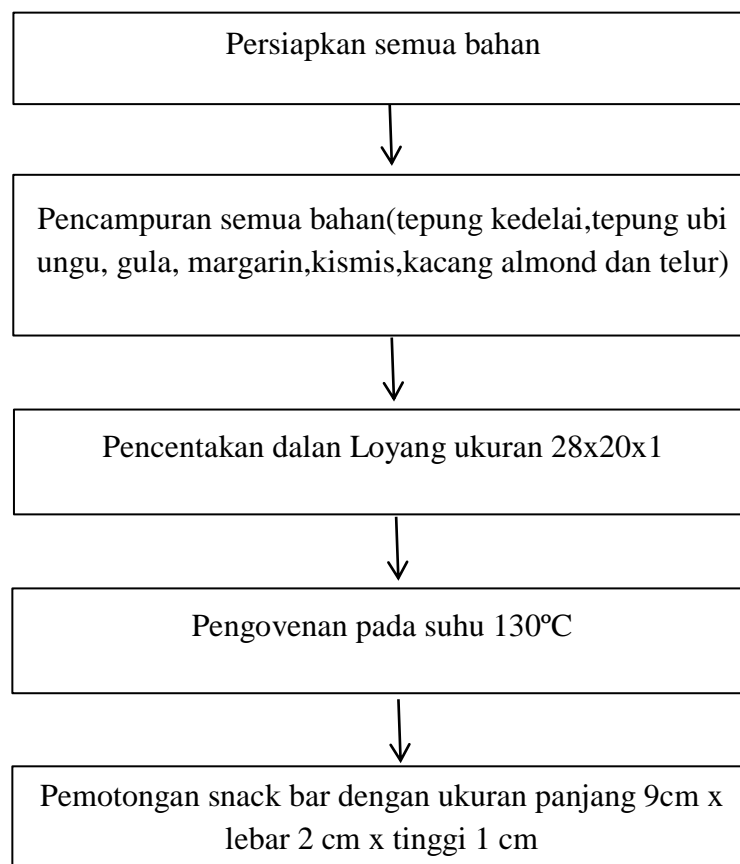 Persiapkan semua bahan
Pencampuran semua bahan(tepung kedelai,tepung ubi
ungu, gula, margarin,kismis,kacang almond dan telur)
Pencentakan dalan Loyang ukuran 28x20x1
Pengovenan pada suhu 130ºC
Pemotongan snack bar dengan ukuran panjang 9cm x
lebar 2 cm x tinggi 1 cm